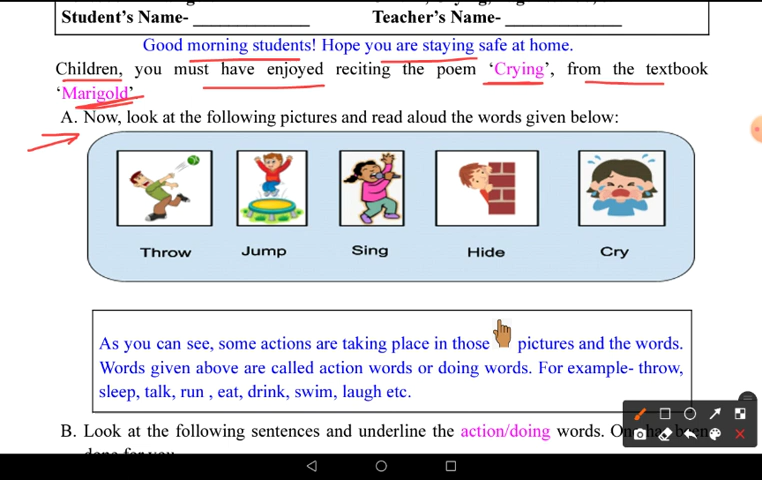 Student's Name- ______________ Teacher's Name- ______________
Good morning students! Hope you are staying safe at home.
Children, you must have enjoyed reciting the poem 'Crying', from the textbook
'Marigold'
A. Now, look at the following pictures and read aloud the words given below:
Throw Jump Sing Hide Cry
As you can see, some actions are taking place in those pictures and the words.
Words given above are called action words or doing words. For example- throw,
sleep, talk, run , eat, drink, swim, laugh etc.
B. Look at the following sentences and underline the action/doing words.